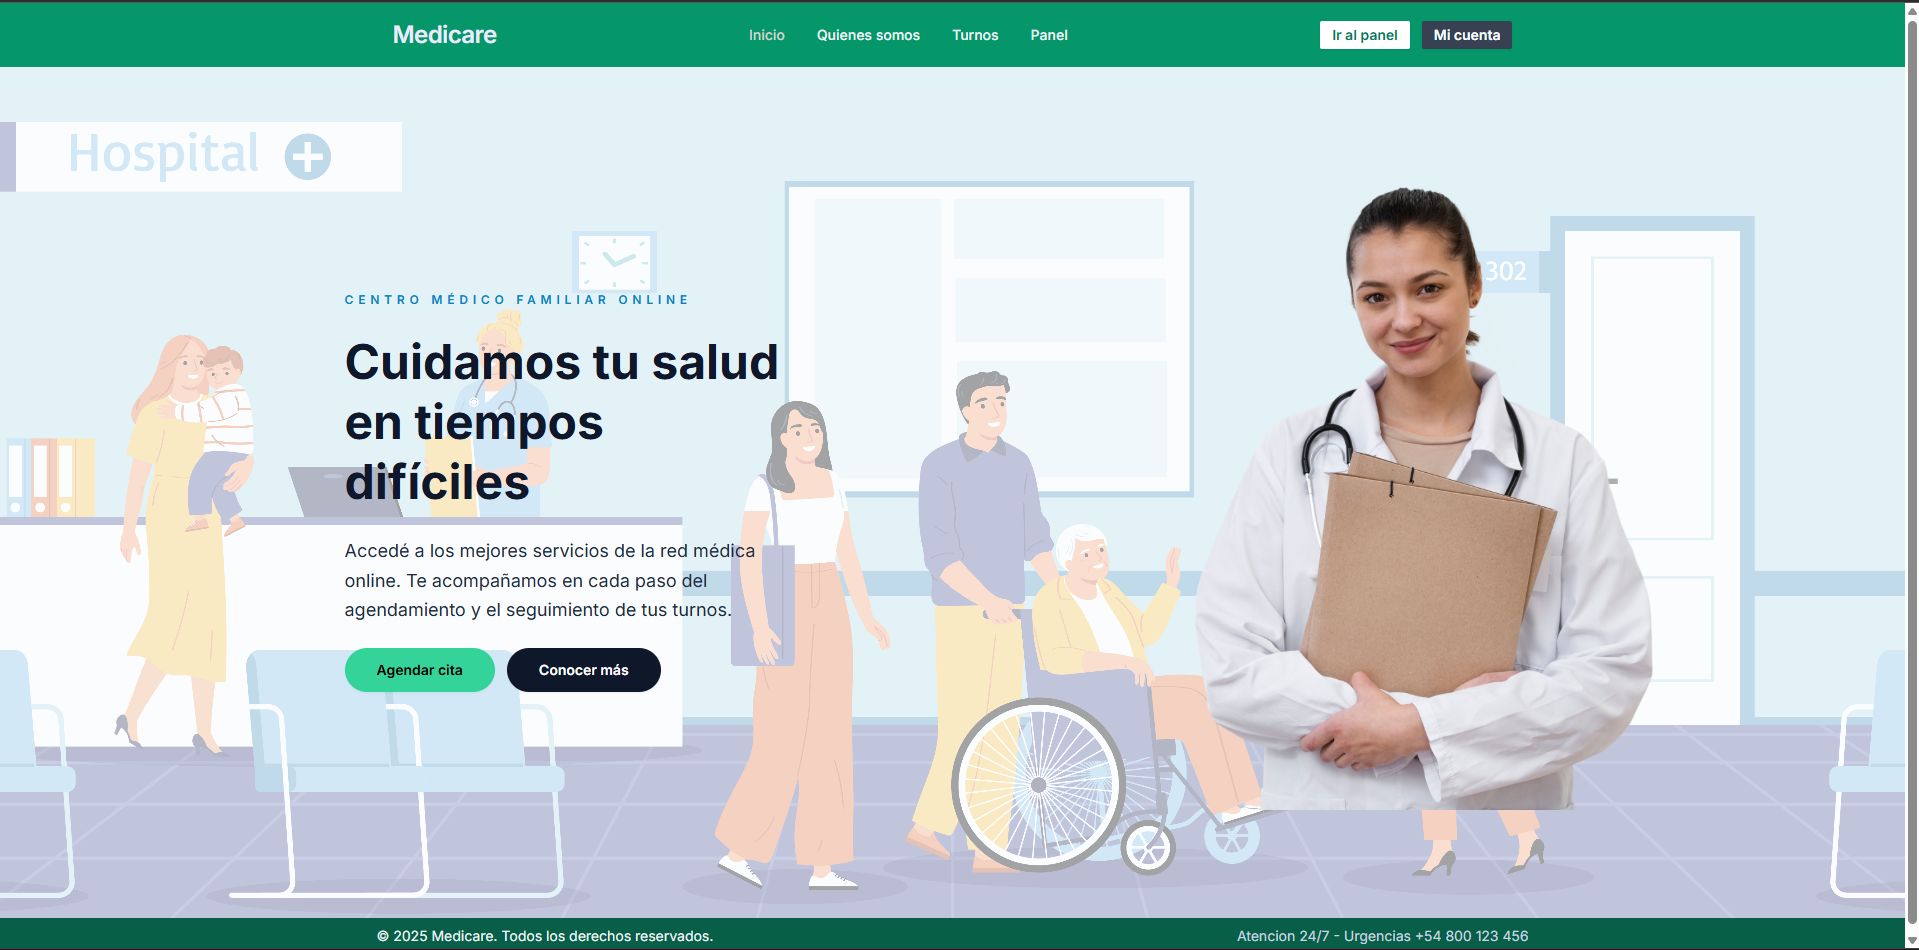 Medicare
Inicio
Quienes somos
Turnos
Panel
Ir al panel
Mi cuenta
Hospital
302
CENTRO MÉDICO FAMILIAR ONLINE
Cuidamos tu salud
en tiempos
difíciles
Accedé a los mejores servicios de la red médica
online. Te acompañamos en cada paso del
agendamiento y el seguimiento de tus turnos.
Agendar cita
Conocer más
© 2025 Medicare. Todos los derechos reservados.
Atencion 24/7 - Urgencias +54 800 123 456